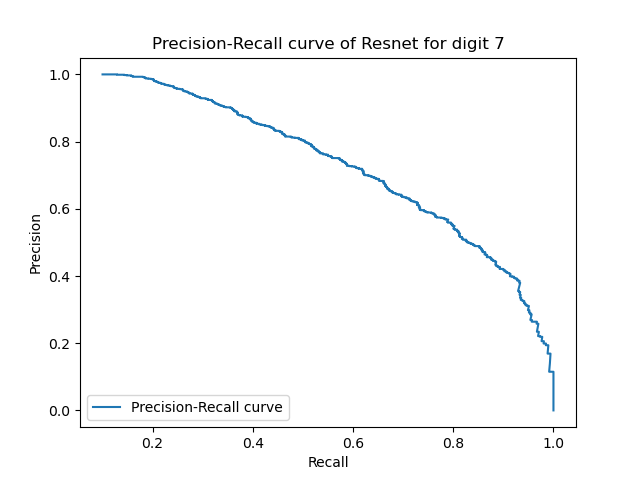 Precision-Recall curve of Resnet for digit 7
1.0
0.8
0.6
0.4
0.2
0.0
Precision
Precision-Recall curve
0.2 0.4 0.6 0.8 1.0
Recall